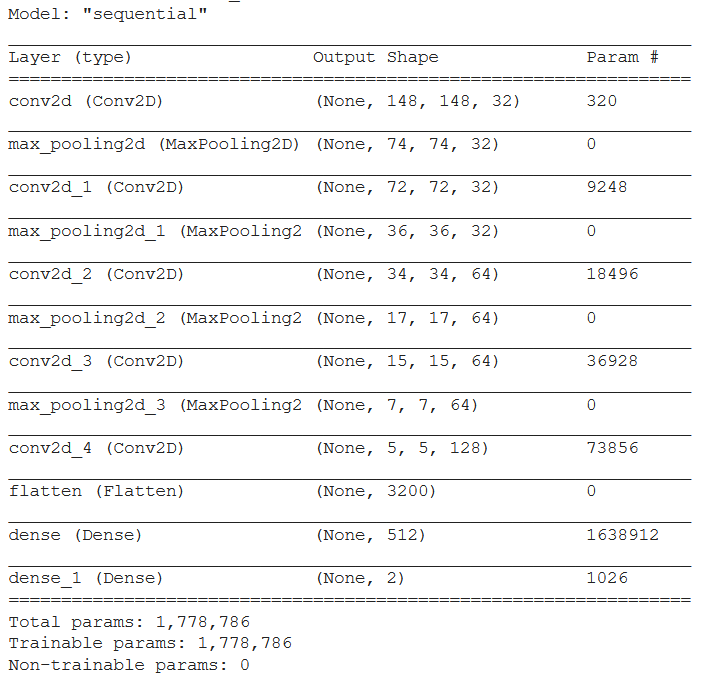 Model: "sequential"
Layer (type) Output Shape Param #
=================================================================
conv2d (Conv2D) (None, 148, 148, 32) 320
max_pooling2d (MaxPooling2D) (None, 74, 74, 32) 0
conv2d_1 (Conv2D) (None, 72, 72, 32) 9248
max_pooling2d_1 (MaxPooling2 (None, 36, 36, 32) 0
conv2d_2 (Conv2D) (None, 34, 34, 64) 18496
max_pooling2d_2 (MaxPooling2 (None, 17, 17, 64) 0
conv2d_3 (Conv2D) (None, 15, 15, 64) 36928
max_pooling2d_3 (MaxPooling2 (None, 7, 7, 64) 0
conv2d_4 (Conv2D) (None, 5, 5, 128) 73856
flatten (Flatten) (None, 3200) 0
dense (Dense) (None, 512) 1638912
dense_1 (Dense) (None, 2) 1026
=================================================================
Total params: 1,778,786
Trainable params: 1,778,786
Non-trainable params: 0